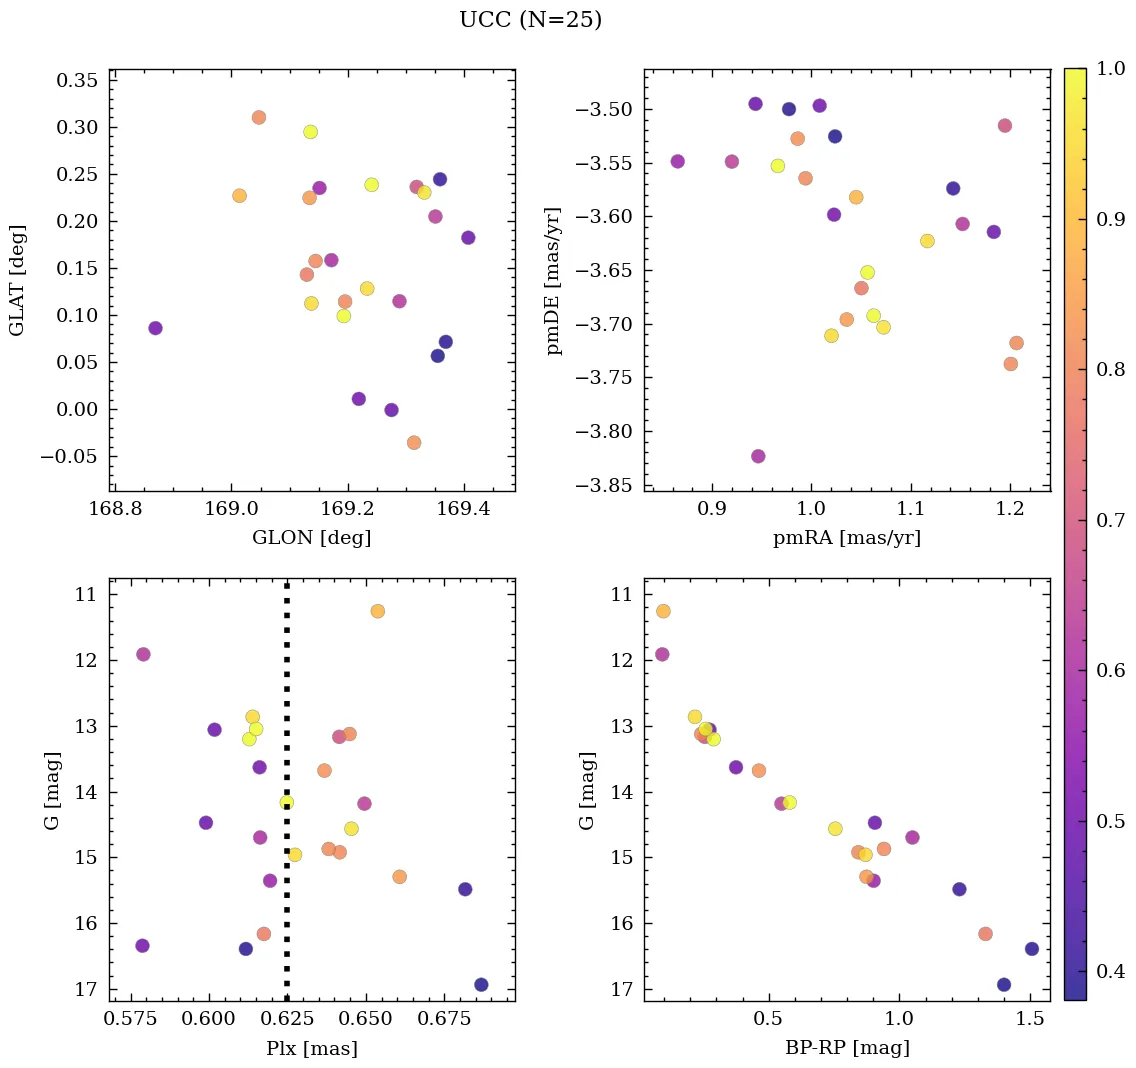 UCC (N=25)
0.35
0.30
0.25
0.20
0.15
0.10
0.05
0.00
−0.05
GLAT [deg]
168.8 169.0 169.2 169.4
GLON [deg]
−3.50
−3.55
−3.60
−3.65
−3.70
−3.75
−3.80
−3.85
pmDE [mas/yr]
0.9 1.0 1.1 1.2
pmRA [mas/yr]
1.0
0.9
0.8
0.7
0.6
0.5
0.4
11
12
13
14
15
16
17
G [mag]
0.575 0.600 0.625 0.650 0.675
Plx [mas]
11
12
13
14
15
16
17
G [mag]
0.5 1.0 1.5
BP-RP [mag]